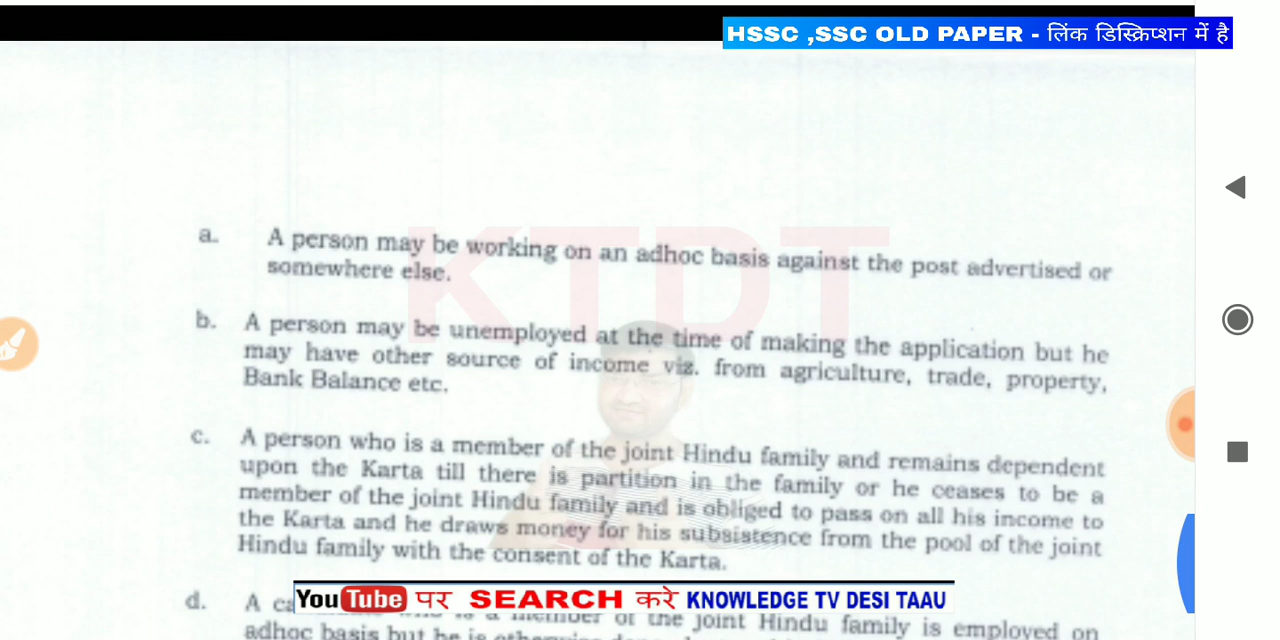 HSSC ,SSC OLD PAPER - लिंक डिस्क्रिप्शन में है
KTDT
a. A person may be working on an adhoc basis against the post advertised or
somewhere else.
b. A person may be unemployed at the time of making the application but he
may have other source of income viz. from agriculture, trade, property,
Bank Balance etc.
c. A person who is a member of the joint Hindu family and remains dependent
upon the Karta till there is partition in the family or he ceases to be a
member of the joint Hindu family and is obliged to pass on all his income to
the Karta and he draws money for his subsistence from the pool of the joint
Hindu family with the consent of the Karta.
d. A member of the joint Hindu family is employed on
adhoc basis but he is
YouTube पर SEARCH करे KNOWLEDGE TV DESI TAAU